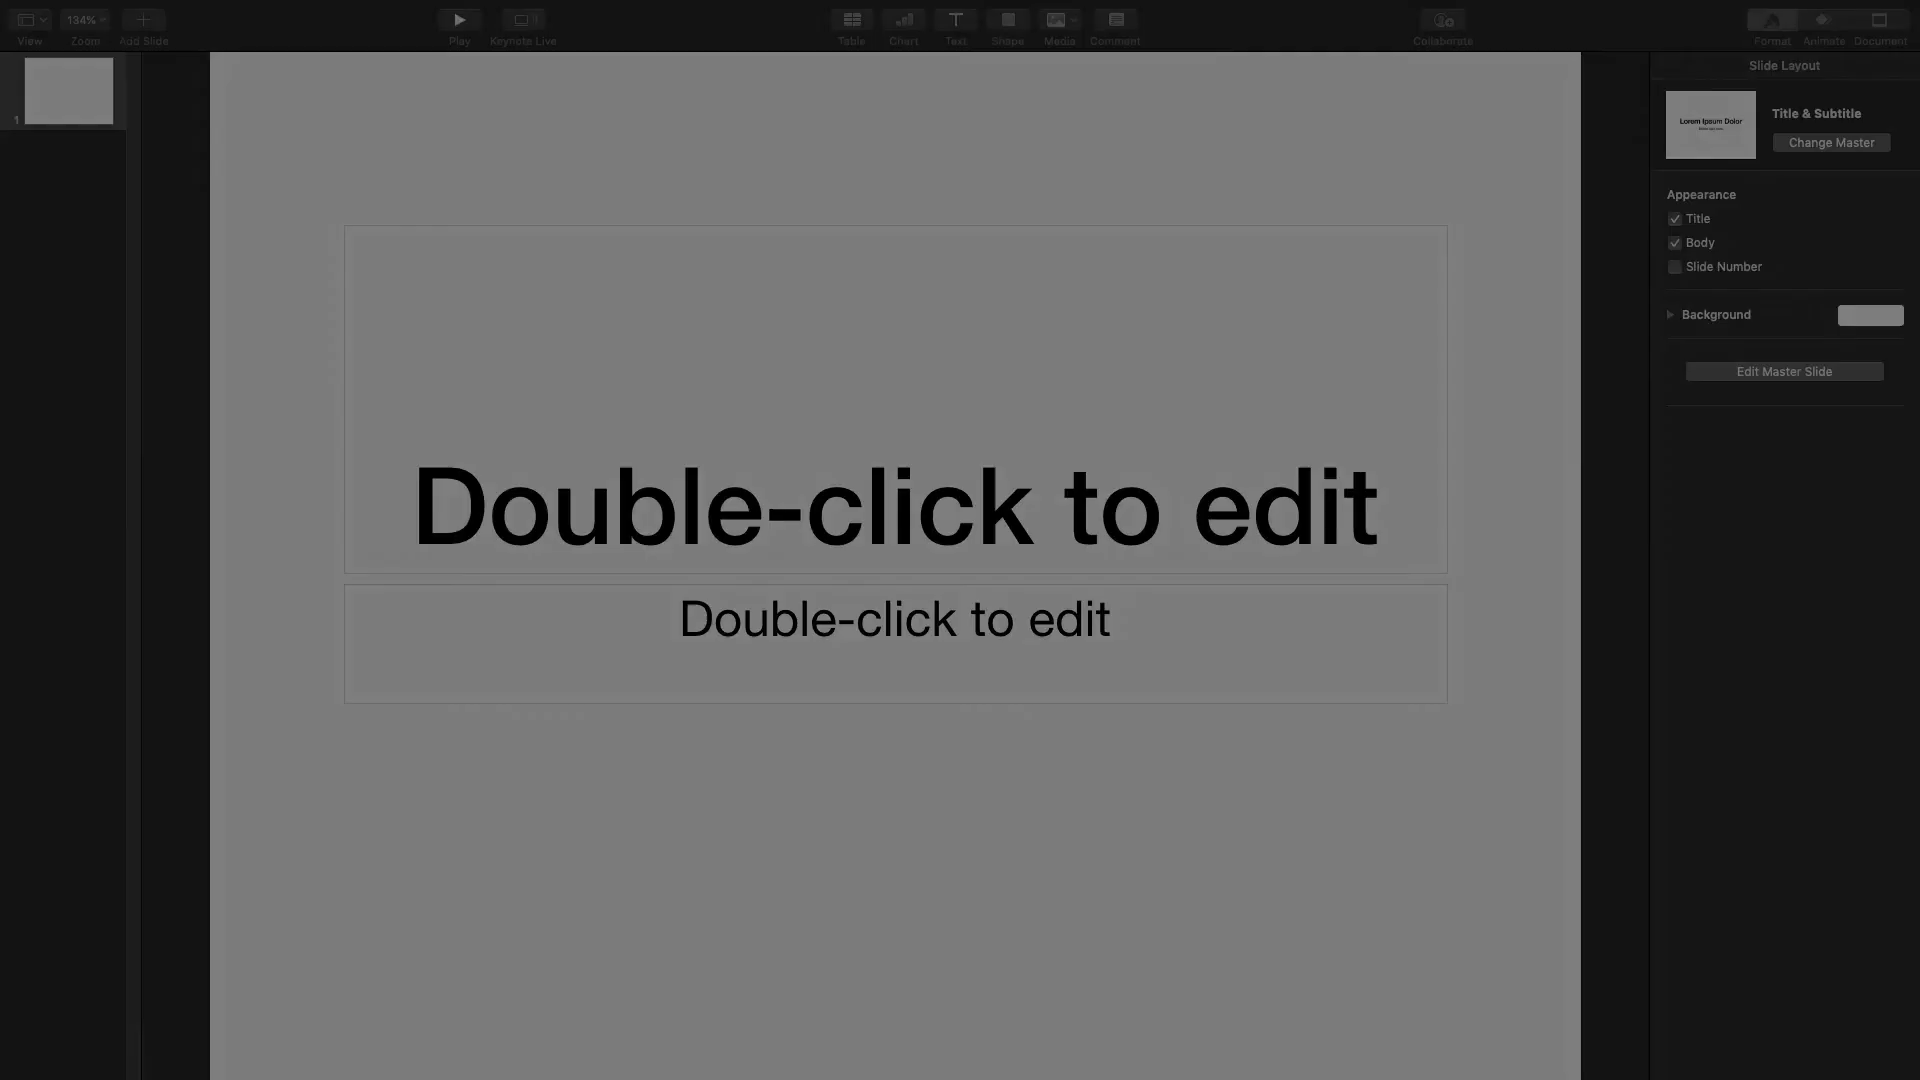 134%
View
Zoom
Add Slide
Play
Keynote Live
Table
Chart
Text
Shape
Media
Comment
Collaborate
Format
Animate
Document
1
Double-click to edit
Double-click to edit
Slide Layout
Lorem Ipsum Dolor
Title & Subtitle
Change Master
Appearance
Title
Body
Slide Number
Background
Edit Master Slide